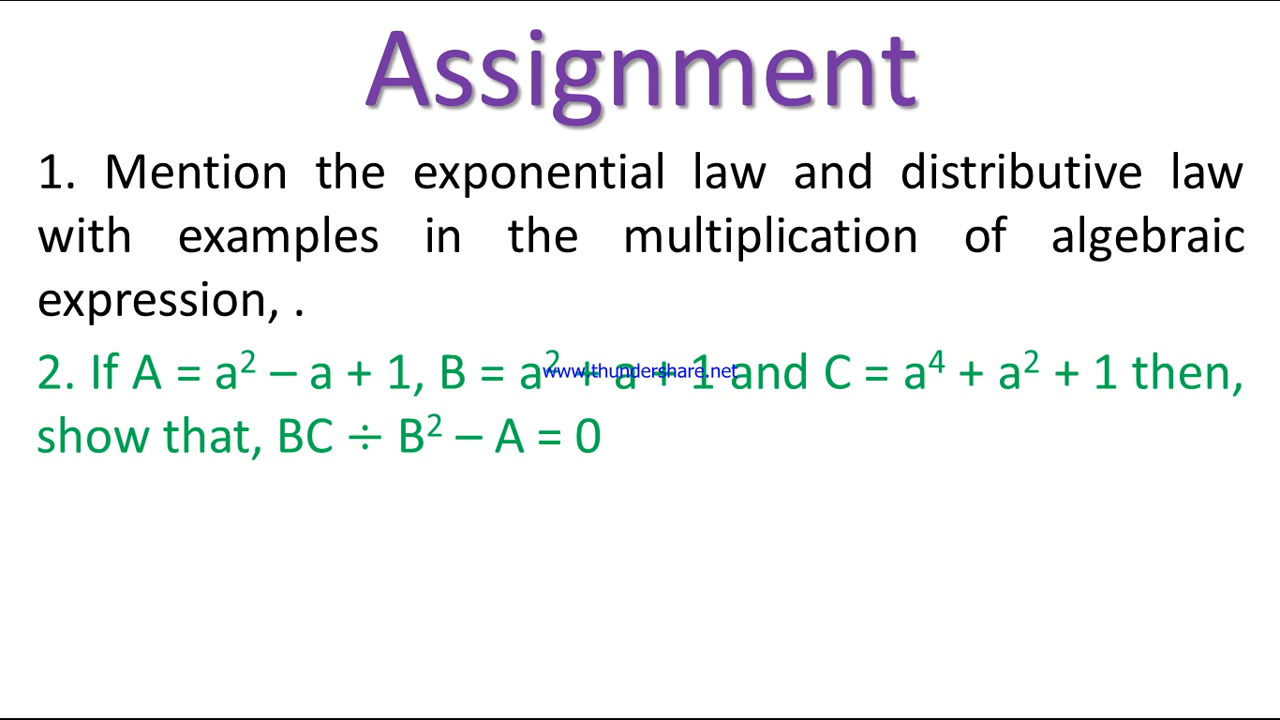 Assignment
1. Mention the exponential law and distributive law
with examples in the multiplication of algebraic
expression, .
2. If A = a² – a + 1, B = a² + a + 1 and C = a⁴ + a² + 1 then,
www.thundershare.net
show that, BC ÷ B² – A = 0